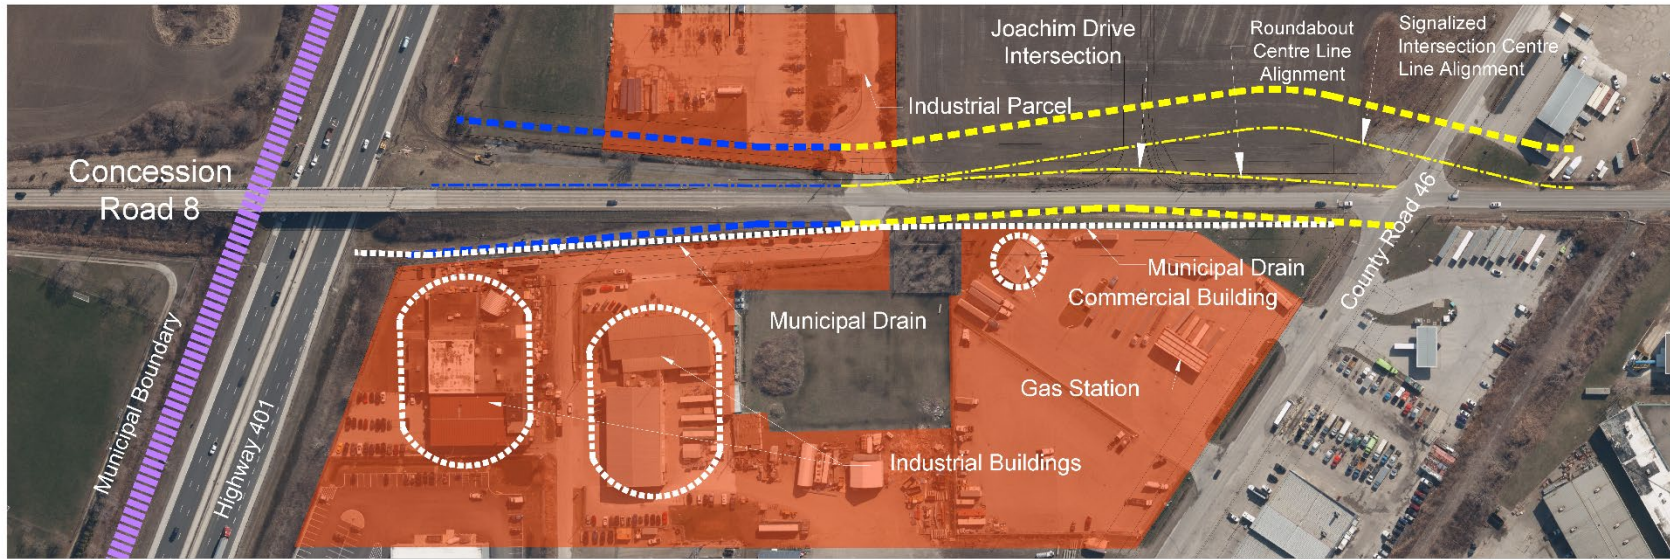 Joachim Drive
Intersection
Roundabout
Centre Line
Alignment
Signalized
Intersection Centre
Line Alignment
Industrial Parcel
Concession
Road 8
County Road 46
Municipal Drain
Commercial Building
Municipal Drain
Gas Station
Municipal Boundary
Highway 401
Industrial Buildings